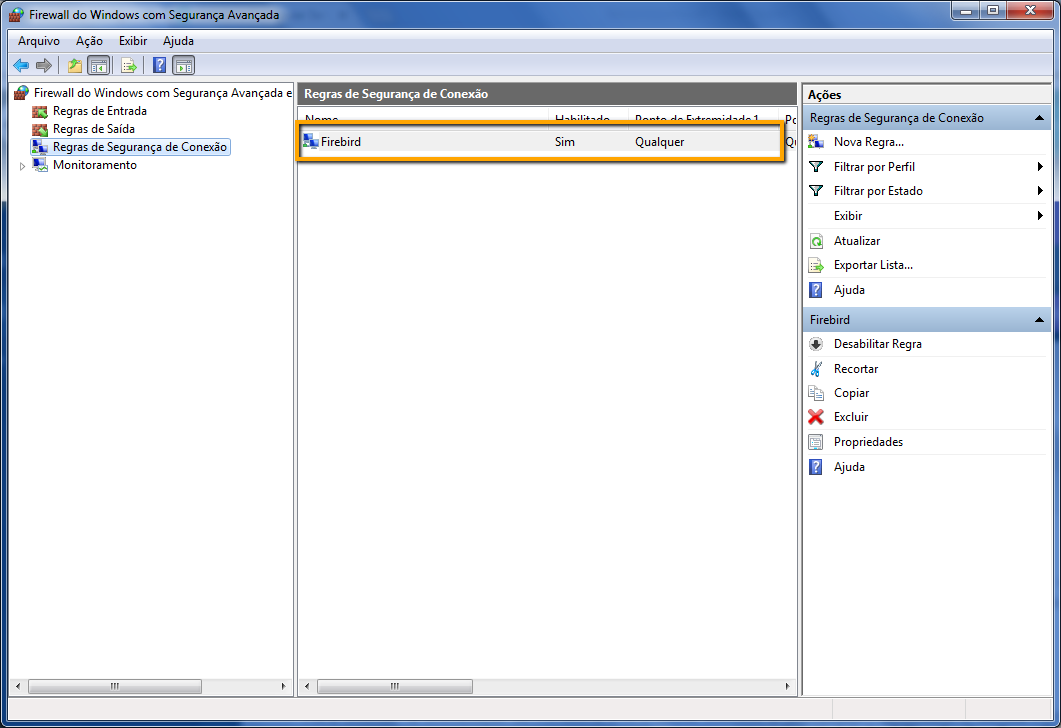 Firewall do Windows com Segurança Avançada
Arquivo Ação Exibir Ajuda
Firewall do Windows com Segurança Avançada e
Regras de Entrada
Regras de Saída
Regras de Segurança de Conexão
Monitoramento
Regras de Segurança de Conexão
Nome Habilitado Ponto de Extremidade 1
Firebird Sim Qualquer
Ações
Regras de Segurança de Conexão
Nova Regra...
Filtrar por Perfil
Filtrar por Estado
Exibir
Atualizar
Exportar Lista...
Ajuda
Firebird
Desabilitar Regra
Recortar
Copiar
Excluir
Propriedades
Ajuda